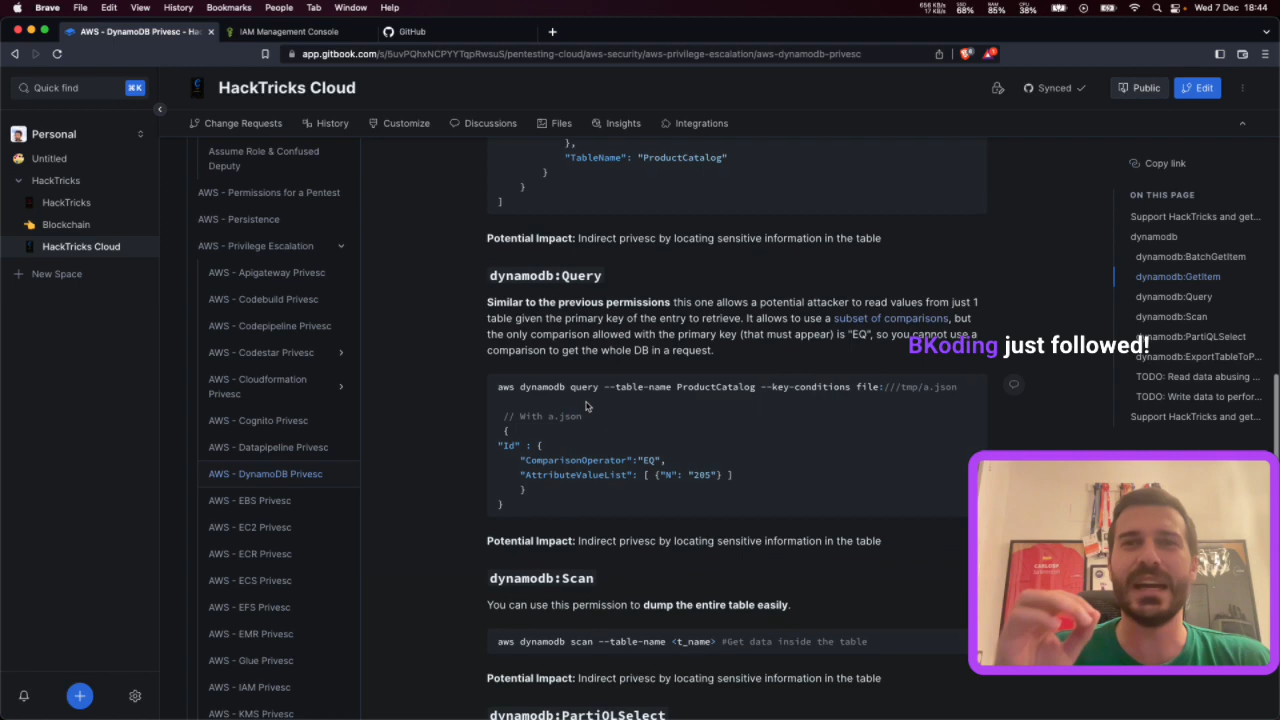 Brave File Edit View History Bookmarks People Tab Window Help
656 KB/s
17 KB/s
SSD 68%
RAM 85%
CPU 38%
Wed 7 Dec 18:44
AWS - DynamoDB Privesc - Hac
IAM Management Console
GitHub
app.gitbook.com/s/5uvPQhxNCPYYTqpRwsuS/pentesting-cloud/aws-security/aws-privilege-escalation/aws-dynamodb-privesc
Quick find
⌘K
HackTricks Cloud
Synced
Public
Edit
Personal
Change Requests
History
Customize
Discussions
Files
Insights
Integrations
Untitled
HackTricks
HackTricks
Blockchain
HackTricks Cloud
New Space
Assume Role & Confused
Deputy
AWS - Permissions for a Pentest
AWS - Persistence
AWS - Privilege Escalation
AWS - Apigateway Privesc
AWS - Codebuild Privesc
AWS - Codepipeline Privesc
AWS - Codestar Privesc
AWS - Cloudformation
Privesc
AWS - Cognito Privesc
AWS - Datapipeline Privesc
AWS - DynamoDB Privesc
AWS - EBS Privesc
AWS - EC2 Privesc
AWS - ECR Privesc
AWS - ECS Privesc
AWS - EFS Privesc
AWS - EMR Privesc
AWS - Glue Privesc
AWS - IAM Privesc
AWS - KMS Privesc
},
"TableName": "ProductCatalog"
}
}
]
Potential Impact: Indirect privesc by locating sensitive information in the table
dynamodb:Query
Similar to the previous permissions this one allows a potential attacker to read values from just 1
table given the primary key of the entry to retrieve. It allows to use a subset of comparisons, but
the only comparison allowed with the primary key (that must appear) is "EQ", so you cannot use a
comparison to get the whole DB in a request.
aws dynamodb query --table-name ProductCatalog --key-conditions file:///tmp/a.json
// With a.json
{
"Id" : {
"ComparisonOperator":"EQ",
"AttributeValueList": [ {"N": "205"} ]
}
}
Potential Impact: Indirect privesc by locating sensitive information in the table
dynamodb:Scan
You can use this permission to dump the entire table easily.
aws dynamodb scan --table-name <t_name> #Get data inside the table
Potential Impact: Indirect privesc by locating sensitive information in the table
dynamodb:PartiQLSelect
Copy link
ON THIS PAGE
Support HackTricks and get...
dynamodb
dynamodb:BatchGetItem
dynamodb:GetItem
dynamodb:Query
dynamodb:Scan
dynamodb:PartiQLSelect
dynamodb:ExportTableToP...
TODO: Read data abusing ...
TODO: Write data to perfor...
Support HackTricks and get...
BKoding just followed!